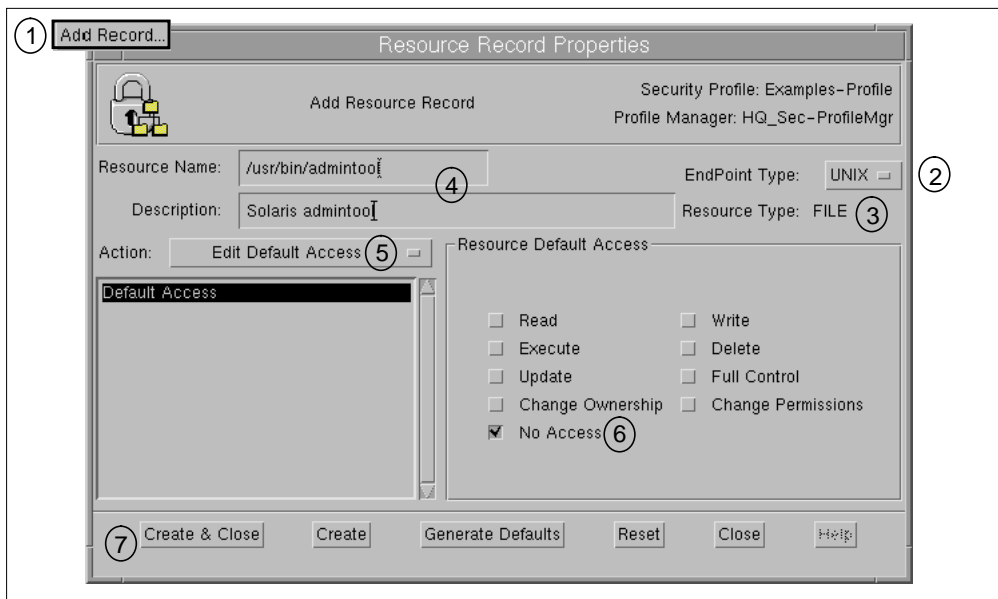 1 Add Record...
Resource Record Properties
Add Resource Record
Security Profile: Examples-Profile
Profile Manager: HQ_Sec-ProfileMgr
Resource Name: /usr/bin/admintool 4
EndPoint Type: UNIX 2
Description: Solaris admintool
Resource Type: FILE 3
Action: Edit Default Access 5
Resource Default Access
Default Access
Read Write
Execute Delete
Update Full Control
Change Ownership Change Permissions
No Access 6
7 Create & Close Create Generate Defaults Reset Close Help